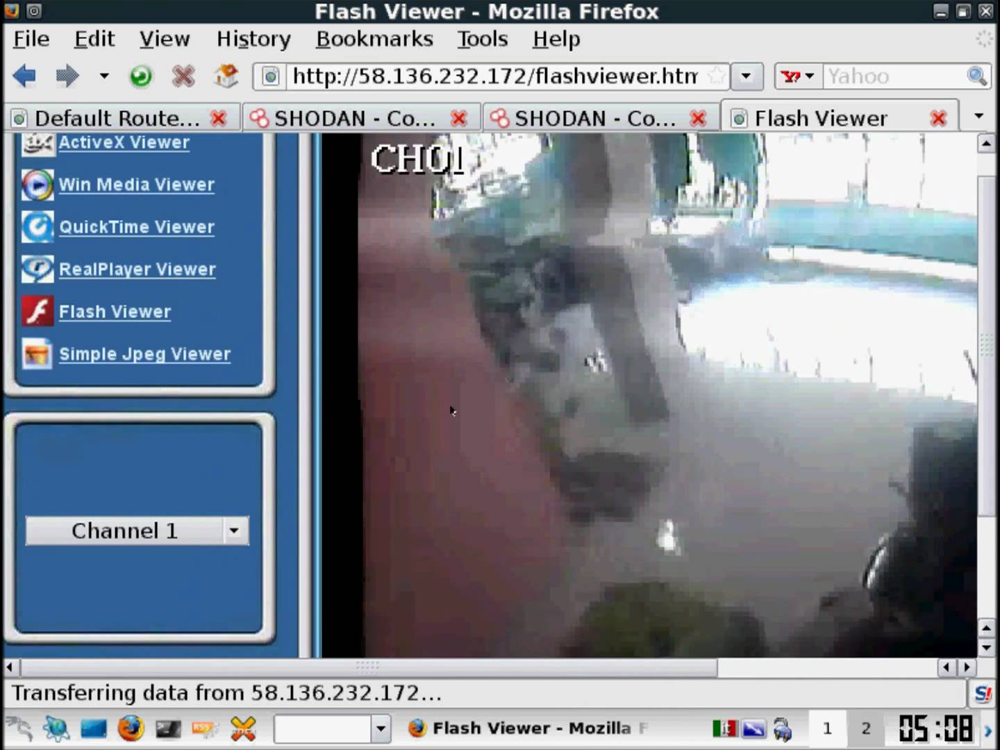 Flash Viewer - Mozilla Firefox
File Edit View History Bookmarks Tools Help
http://58.136.232.172/flashviewer.htm Yahoo
Default Route... SHODAN - Co... SHODAN - Co... Flash Viewer
CH01
ActiveX Viewer
Win Media Viewer
QuickTime Viewer
RealPlayer Viewer
Flash Viewer
Simple Jpeg Viewer
Channel 1
Transferring data from 58.136.232.172...
S!
Flash Viewer - Mozilla F
it
1 2 05:08